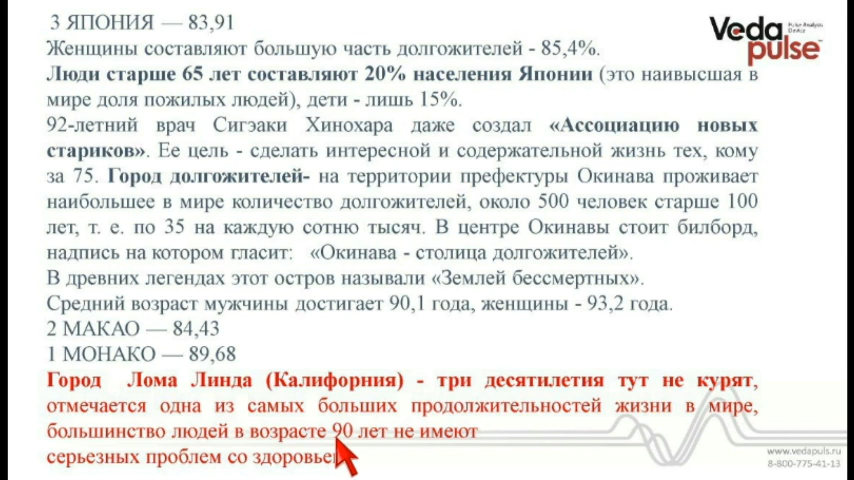 3 ЯПОНИЯ — 83,91
Женщины составляют большую часть долгожителей - 85,4%.
Люди старше 65 лет составляют 20% населения Японии (это наивысшая в
мире доля пожилых людей), дети - лишь 15%.
92-летний врач Сигэаки Хинохара даже создал «Ассоциацию новых
стариков». Ее цель - сделать интересной и содержательной жизнь тех, кому
за 75. Город долгожителей- на территории префектуры Окинава проживает
наибольшее в мире количество долгожителей, около 500 человек старше 100
лет, т. е. по 35 на каждую сотню тысяч. В центре Окинавы стоит билборд,
надпись на котором гласит: «Окинава - столица долгожителей».
В древних легендах этот остров называли «Землей бессмертных».
Средний возраст мужчины достигает 90,1 года, женщины - 93,2 года.
2 МАКАО — 84,43
1 МОНАКО — 89,68
Город Лома Линда (Калифорния) - три десятилетия тут не курят,
отмечается одна из самых больших продолжительностей жизни в мире,
большинство людей в возрасте 90 лет не имеют
серьезных проблем со здоровьем
Veda pulse
Pulse Analysis
Device
www.vedapuls.ru
8-800-775-41-13